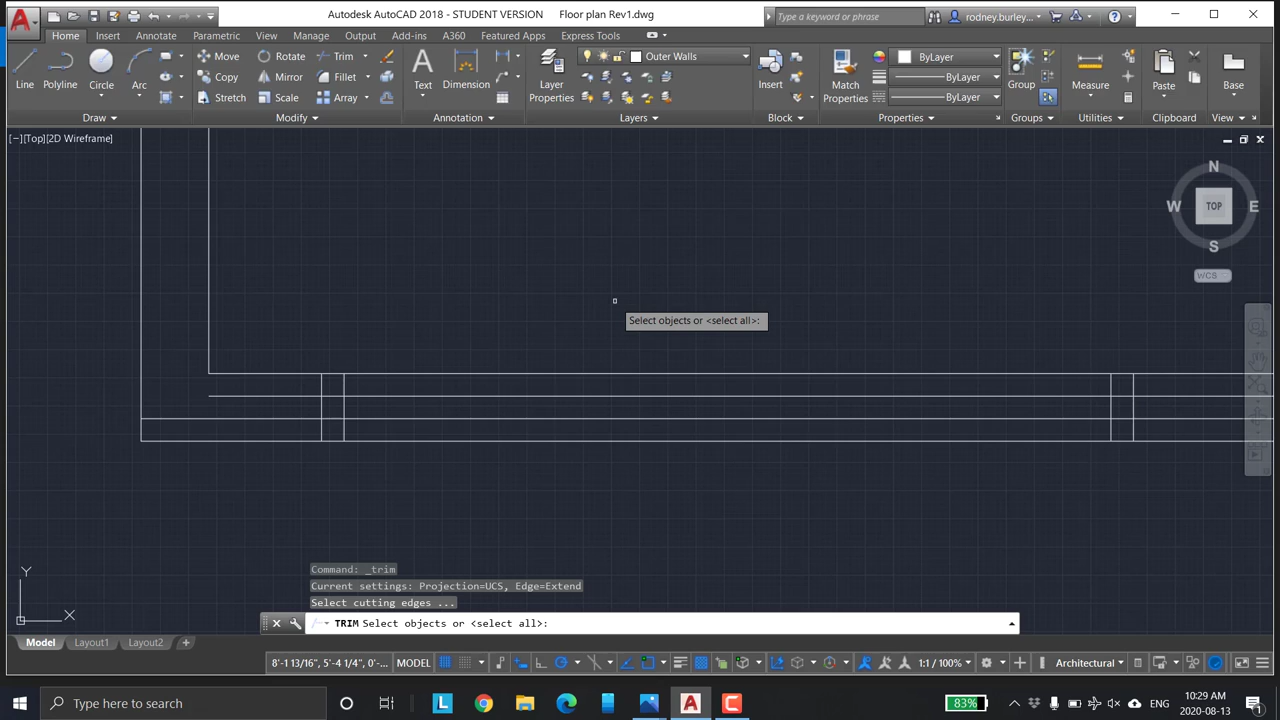 Autodesk AutoCAD 2018 - STUDENT VERSION Floor plan Rev1.dwg
Type a keyword or phrase
rodney.burley...
Home Insert Annotate Parametric View Manage Output Add-ins A360 Featured Apps Express Tools
Line Polyline Circle Arc
Move Rotate Trim
Copy Mirror Fillet
Stretch Scale Array
Text Dimension
Layer Properties
Outer Walls
Insert
Match Properties
ByLayer
ByLayer
ByLayer
Group
Measure
Paste
Base
Draw Modify Annotation Layers Block Properties Groups Utilities Clipboard View
[−][Top][2D Wireframe]
N
W TOP E
S
WCS
Select objects or <select all>:
Y
X
Command: _trim
Current settings: Projection=UCS, Edge=Extend
Select cutting edges ...
TRIM Select objects or <select all>:
Model Layout1 Layout2 +
8'-1 13/16", 5'-4 1/4", 0'-... MODEL 1:1 / 100% Architectural
Type here to search
83%
ENG
10:29 AM
2020-08-13
1